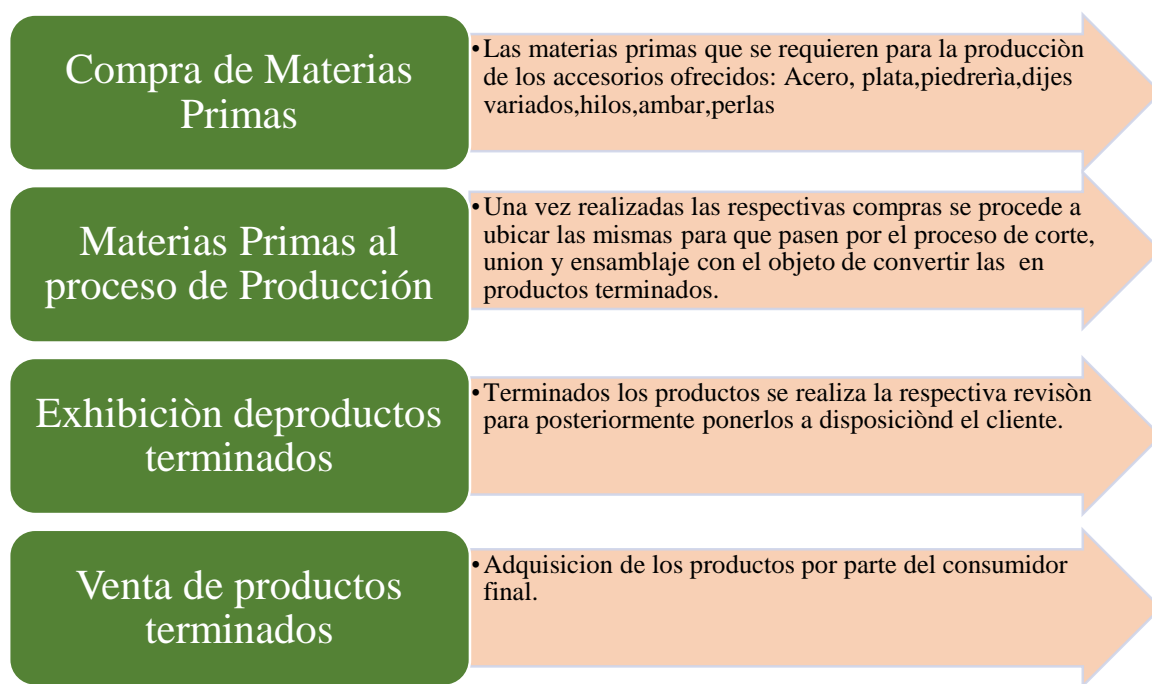 Compra de Materias
Primas
•Las materias primas que se requieren para la producciòn
de los accesorios ofrecidos: Acero, plata,piedrerìa,dijes
variados,hilos,ambar,perlas
Materias Primas al
proceso de Producción
•Una vez realizadas las respectivas compras se procede a
ubicar las mismas para que pasen por el proceso de corte,
union y ensamblaje con el objeto de convertir las en
productos terminados.
Exhibiciòn deproductos
terminados
•Terminados los productos se realiza la respectiva revisòn
para posteriormente ponerlos a disposiciònd el cliente.
Venta de productos
terminados
•Adquisicion de los productos por parte del consumidor
final.